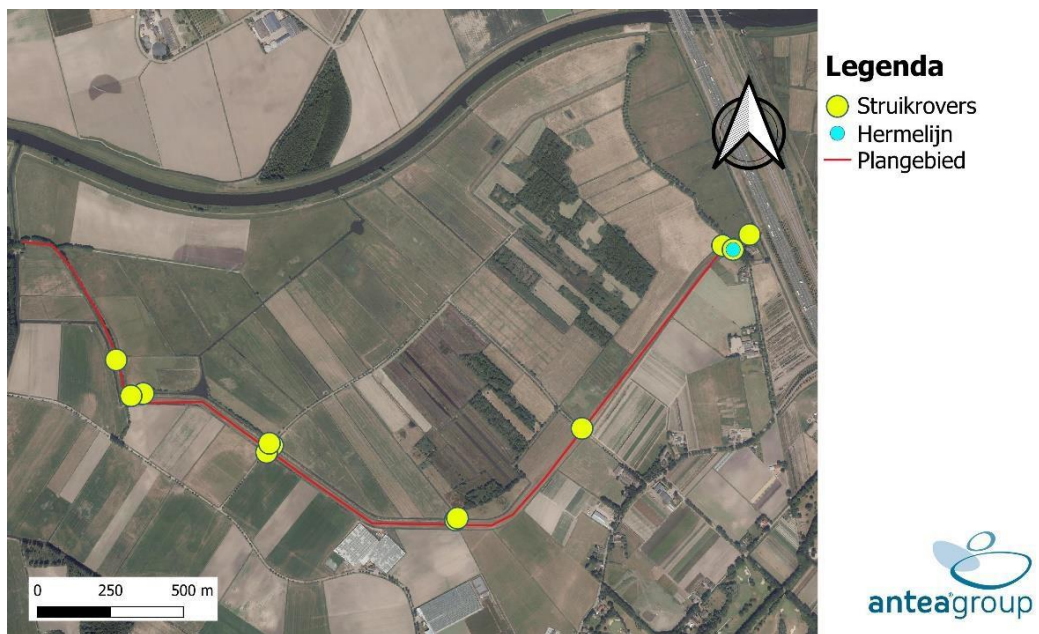 Legenda
Struikrovers
Hermelijn
Plangebied
0 250 500 m
anteagroup